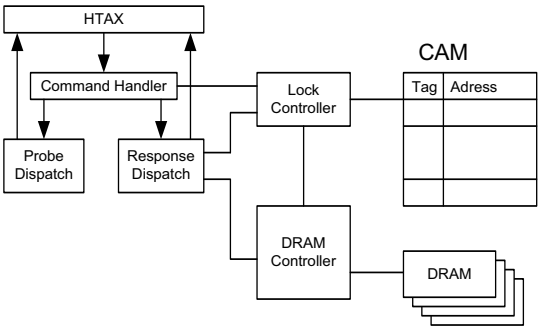 HTAX
CAM
Command Handler
Lock
Controller
Tag Adress
Probe
Dispatch
Response
Dispatch
DRAM
Controller
DRAM